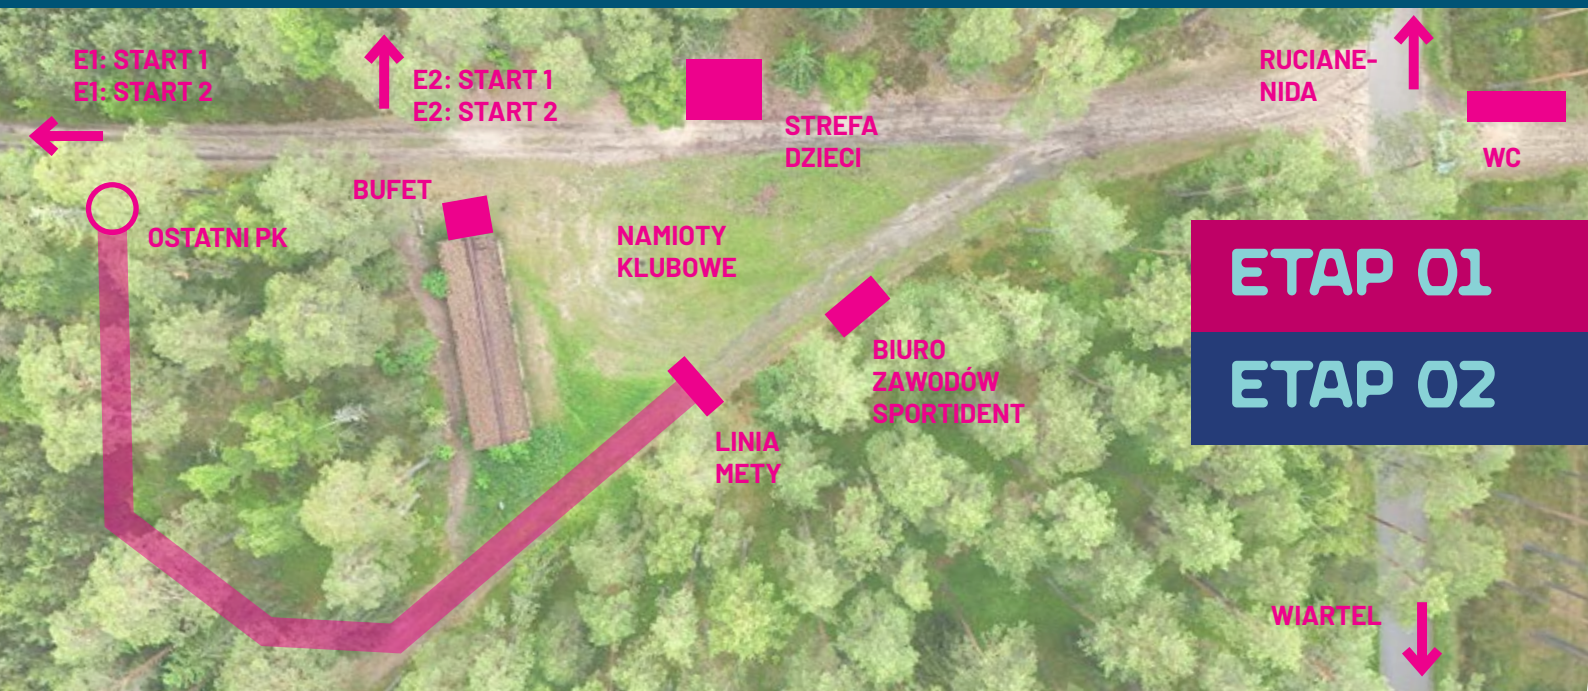 E1: START 1
E1: START 2
E2: START 1
E2: START 2
STREFA
DZIECI
RUCIANE-
NIDA
WC
BUFET
OSTATNI PK
NAMIOTY
KLUBOWE
ETAP 01
BIURO
ZAWODÓW
SPORTIDENT
ETAP 02
LINIA
METY
WIARTEL